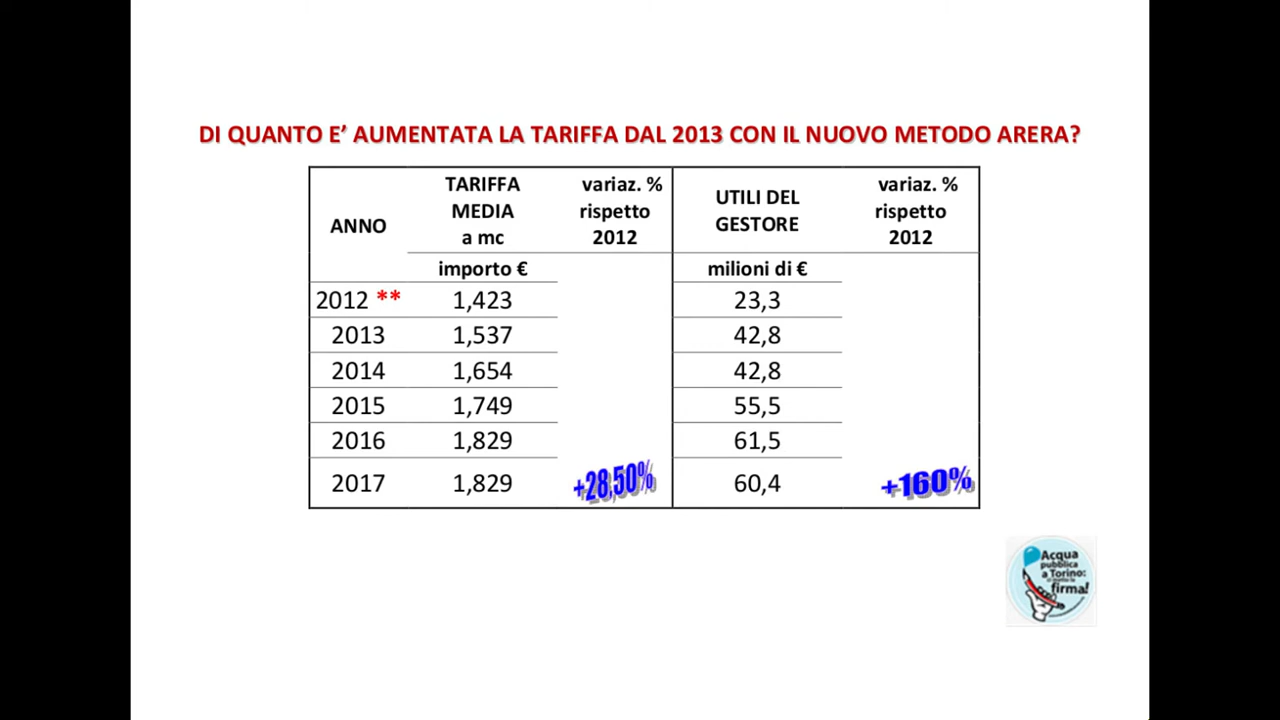 DI QUANTO E’ AUMENTATA LA TARIFFA DAL 2013 CON IL NUOVO METODO ARERA?
ANNO
TARIFFA
MEDIA
a mc
variaz. %
rispetto
2012
UTILI DEL
GESTORE
variaz. %
rispetto
2012
importo €
milioni di €
2012 ** 1,423 23,3
2013 1,537 42,8
2014 1,654 42,8
2015 1,749 55,5
2016 1,829 61,5
2017 1,829 +28,50% 60,4 +160%
Acqua
pubblica
a Torino:
firma!